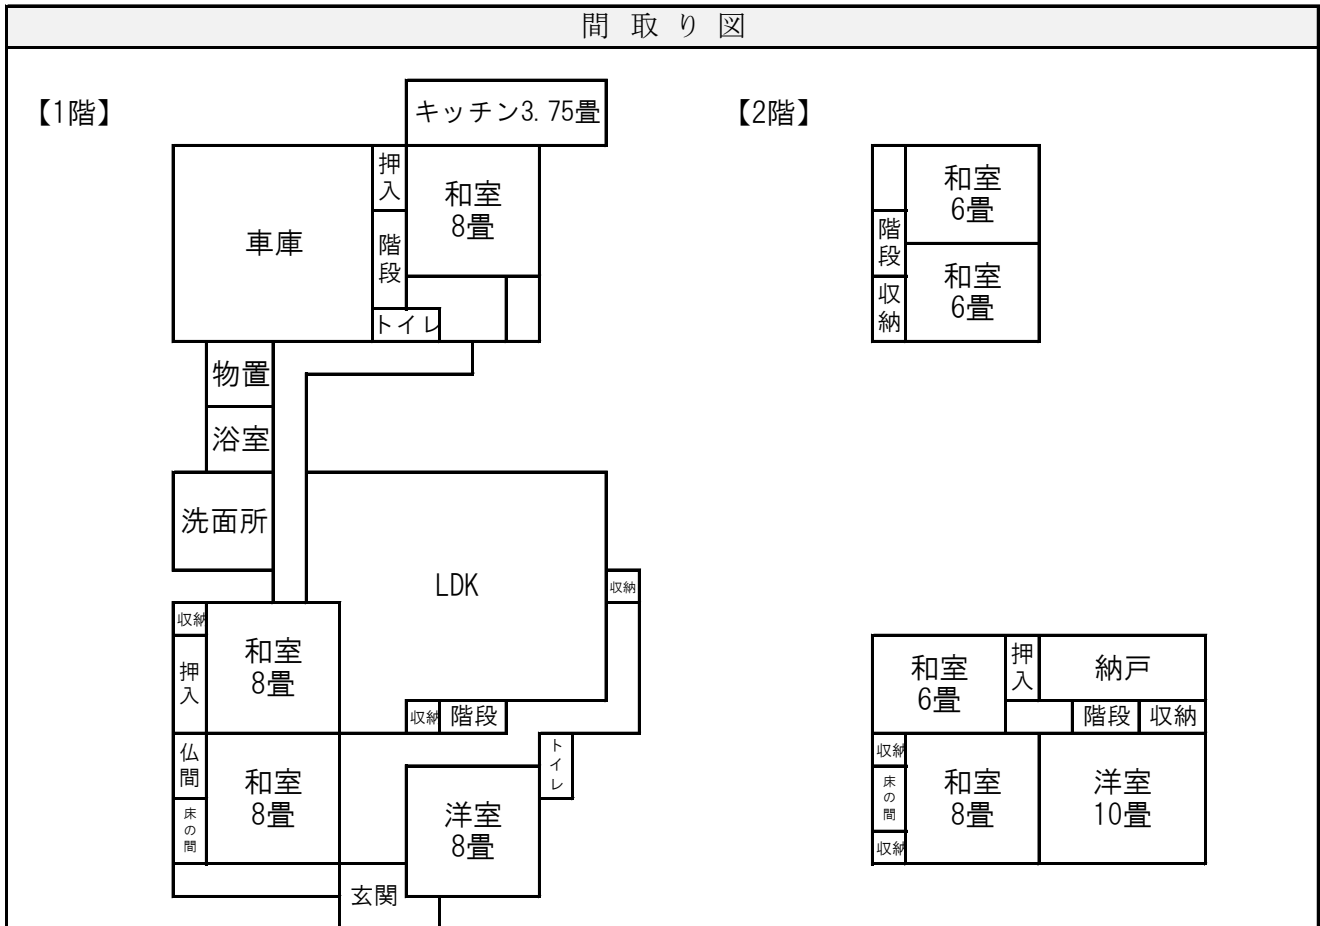 間取り図
【1階】
キッチン3.75畳
押入
和室
8畳
車庫
階段
トイレ
物置
浴室
洗面所
LDK
収納
収納
和室
8畳
押入
収納
階段
仏間
和室
8畳
床の間
トイレ
洋室
8畳
玄関
【2階】
和室
6畳
階段
和室
6畳
収納
和室
6畳
押入
納戸
階段
収納
収納
床の間
和室
8畳
洋室
10畳
収納